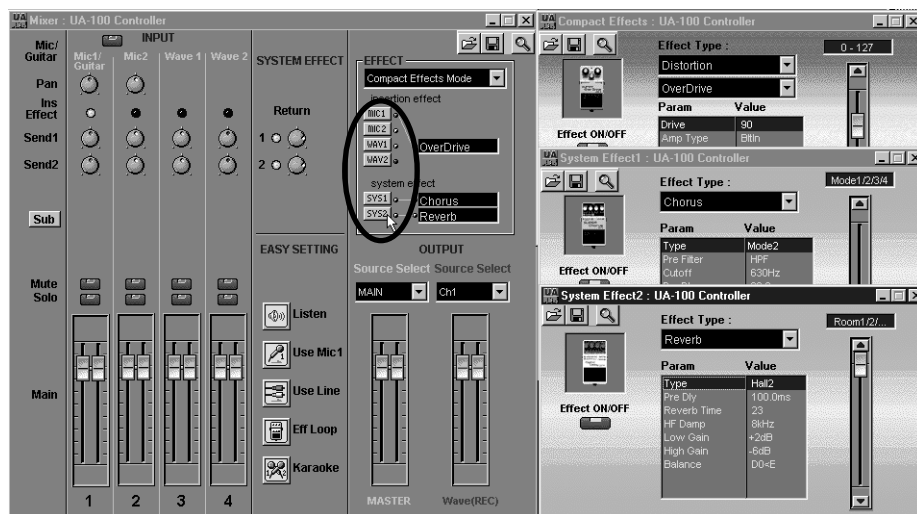 Mixer : UA-100 Controller
Mic/
Guitar
INPUT
Mic1/
Guitar
Mic2
Wave 1
Wave 2
Pan
Ins
Effect
Send1
Send2
Sub
Mute
Solo
Main
1
2
3
4
SYSTEM EFFECT
Return
1
2
EASY SETTING
Listen
Use Mic1
Use Line
Eff Loop
Karaoke
EFFECT
Compact Effects Mode
insertion effect
MIC1
MIC2
WAV1
OverDrive
WAV2
system effect
SYS1
Chorus
SYS2
Reverb
OUTPUT
Source Select
Source Select
MAIN
Ch1
MASTER
Wave(REC)
Compact Effects : UA-100 Controller
Effect Type :
0 - 127
Distortion
OverDrive
Param
Value
Drive
90
Amp Type
BltIn
Effect ON/OFF
System Effect1 : UA-100 Controller
Effect Type :
Mode1/2/3/4
Chorus
Param
Value
Type
Mode2
Pre Filter
HPF
Cutoff
630Hz
Effect ON/OFF
System Effect2 : UA-100 Controller
Effect Type :
Room1/2/...
Reverb
Param
Value
Type
Hall2
Pre Dly
100.0ms
Reverb Time
23
HF Damp
8kHz
Low Gain
+2dB
High Gain
-6dB
Balance
D0<E
Effect ON/OFF